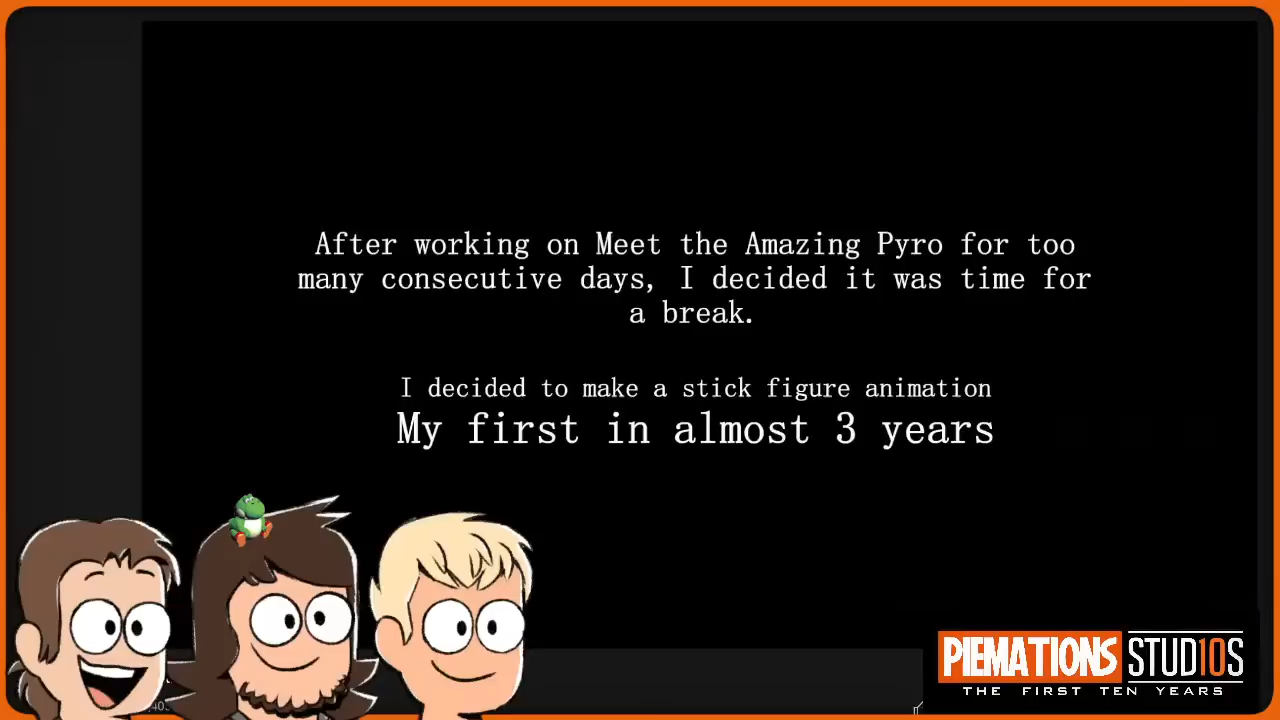 After working on Meet the Amazing Pyro for too
many consecutive days, I decided it was time for
a break.
I decided to make a stick figure animation
My first in almost 3 years
PIEMATIONS STUD10S
THE FIRST TEN YEARS